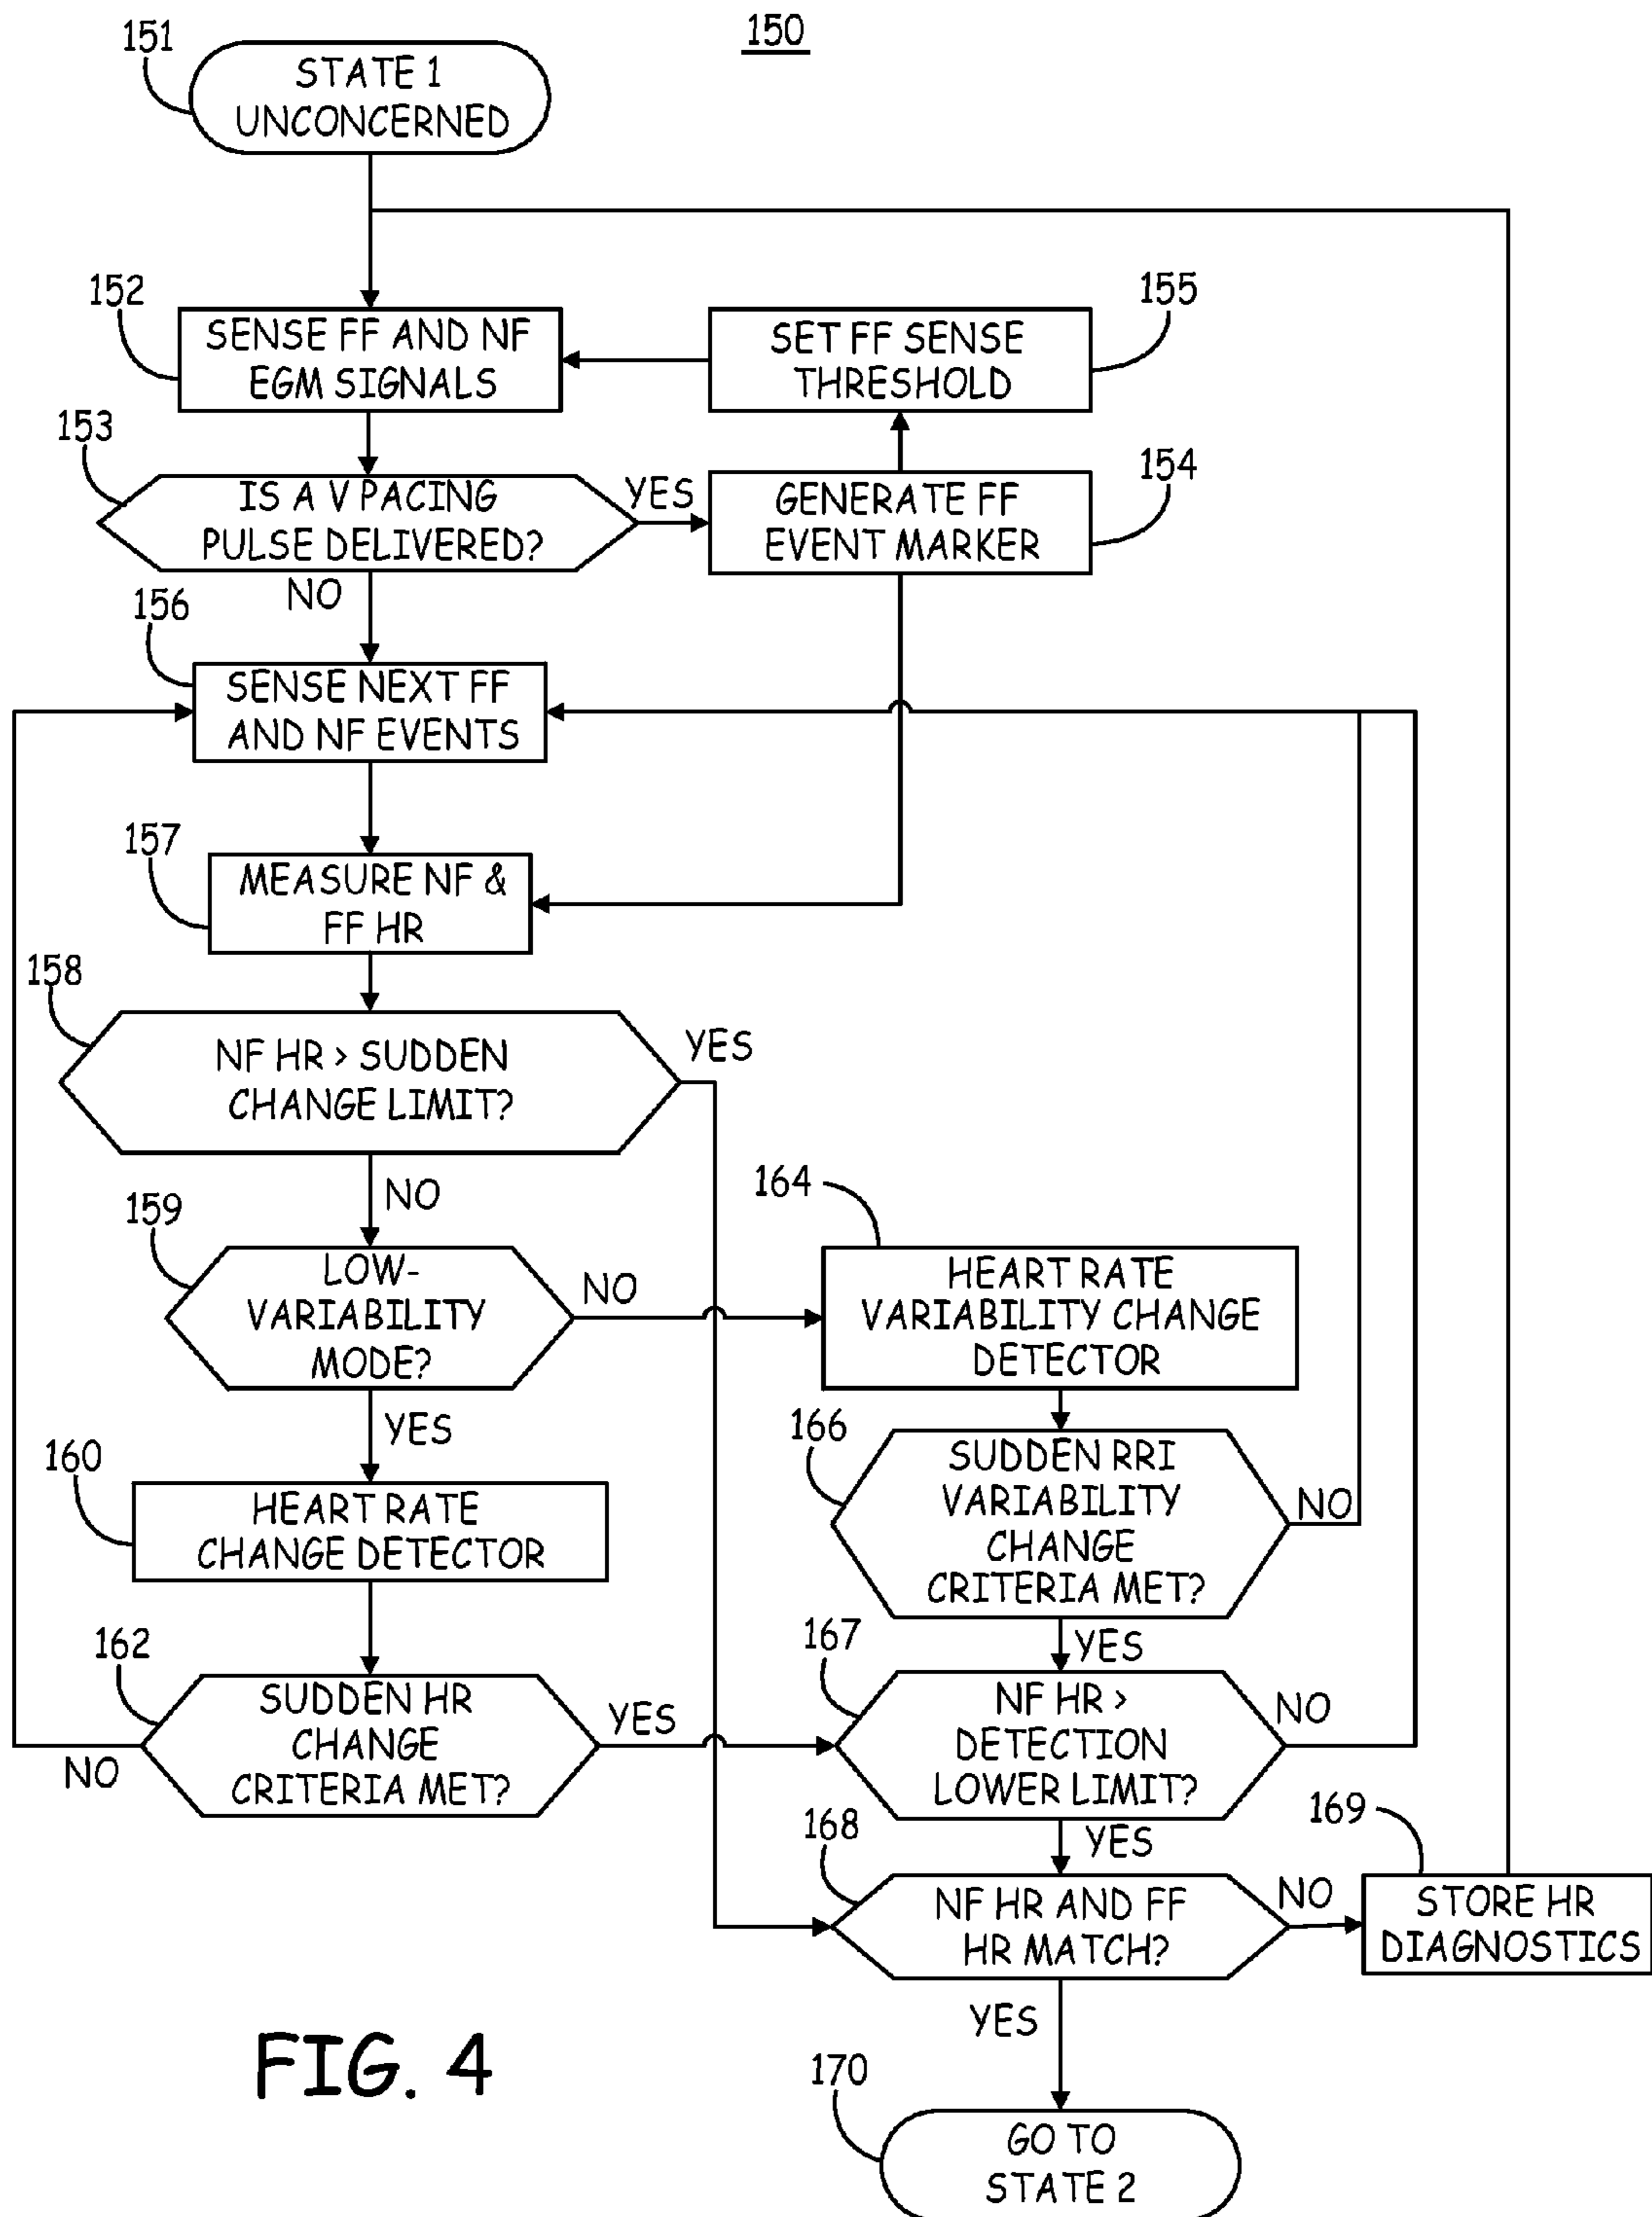 150
151
STATE 1
UNCONCERNED
152
SENSE FF AND NF
EGM SIGNALS
155
SET FF SENSE
THRESHOLD
153
IS A V PACING
PULSE DELIVERED?
YES
NO
154
GENERATE FF
EVENT MARKER
156
SENSE NEXT FF
AND NF EVENTS
157
MEASURE NF &
FF HR
158
NF HR > SUDDEN
CHANGE LIMIT?
YES
NO
159
LOW-
VARIABILITY
MODE?
NO
YES
164
HEART RATE
VARIABILITY CHANGE
DETECTOR
160
HEART RATE
CHANGE DETECTOR
166
SUDDEN RRI
VARIABILITY
CHANGE
CRITERIA MET?
NO
YES
162
SUDDEN HR
CHANGE
CRITERIA MET?
YES
NO
167
NF HR >
DETECTION
LOWER LIMIT?
NO
YES
168
NF HR AND FF
HR MATCH?
NO
YES
169
STORE HR
DIAGNOSTICS
170
GO TO
STATE 2
FIG. 4